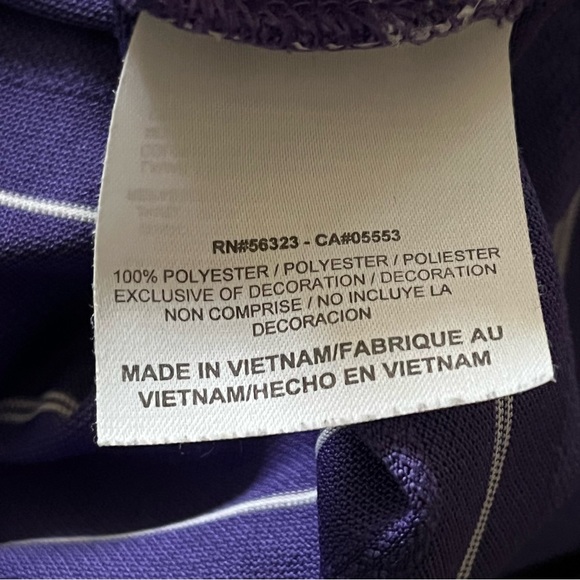 RN#56323 - CA#05553
100% POLYESTER / POLYESTER / POLIESTER
EXCLUSIVE OF DECORATION / DECORATION
NON COMPRISE / NO INCLUYE LA
DECORACION
MADE IN VIETNAM/FABRIQUE AU
VIETNAM/HECHO EN VIETNAM